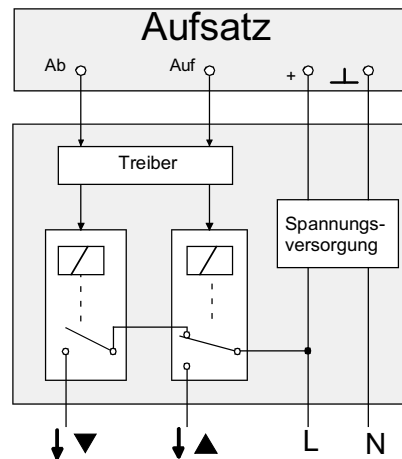 Aufsatz
Ab Auf +
Treiber
Spannungs-
versorgung
L N